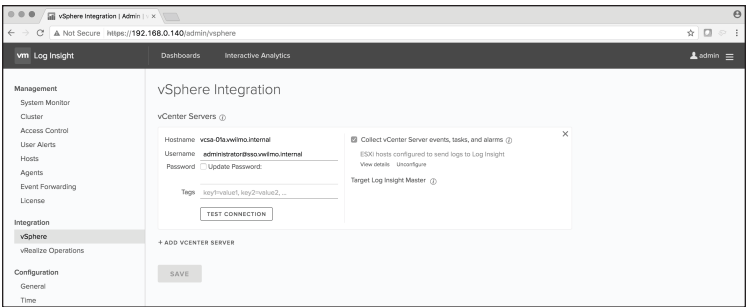 vSphere Integration | Admin |
Not Secure https://192.168.0.140/admin/vsphere
vm Log Insight
Dashboards
Interactive Analytics
admin
Management
System Monitor
Cluster
Access Control
User Alerts
Hosts
Agents
Event Forwarding
License
Integration
vSphere
vRealize Operations
Configuration
General
Time
vSphere Integration
vCenter Servers
Hostname vcsa-01a.vwilmo.internal
Username administrator@sso.vwilmo.internal
Password Update Password:
Tags key1=value1, key2=value2, ...
TEST CONNECTION
Collect vCenter Server events, tasks, and alarms
ESXi hosts configured to send logs to Log Insight
View details Unconfigure
Target Log Insight Master
+ ADD VCENTER SERVER
SAVE